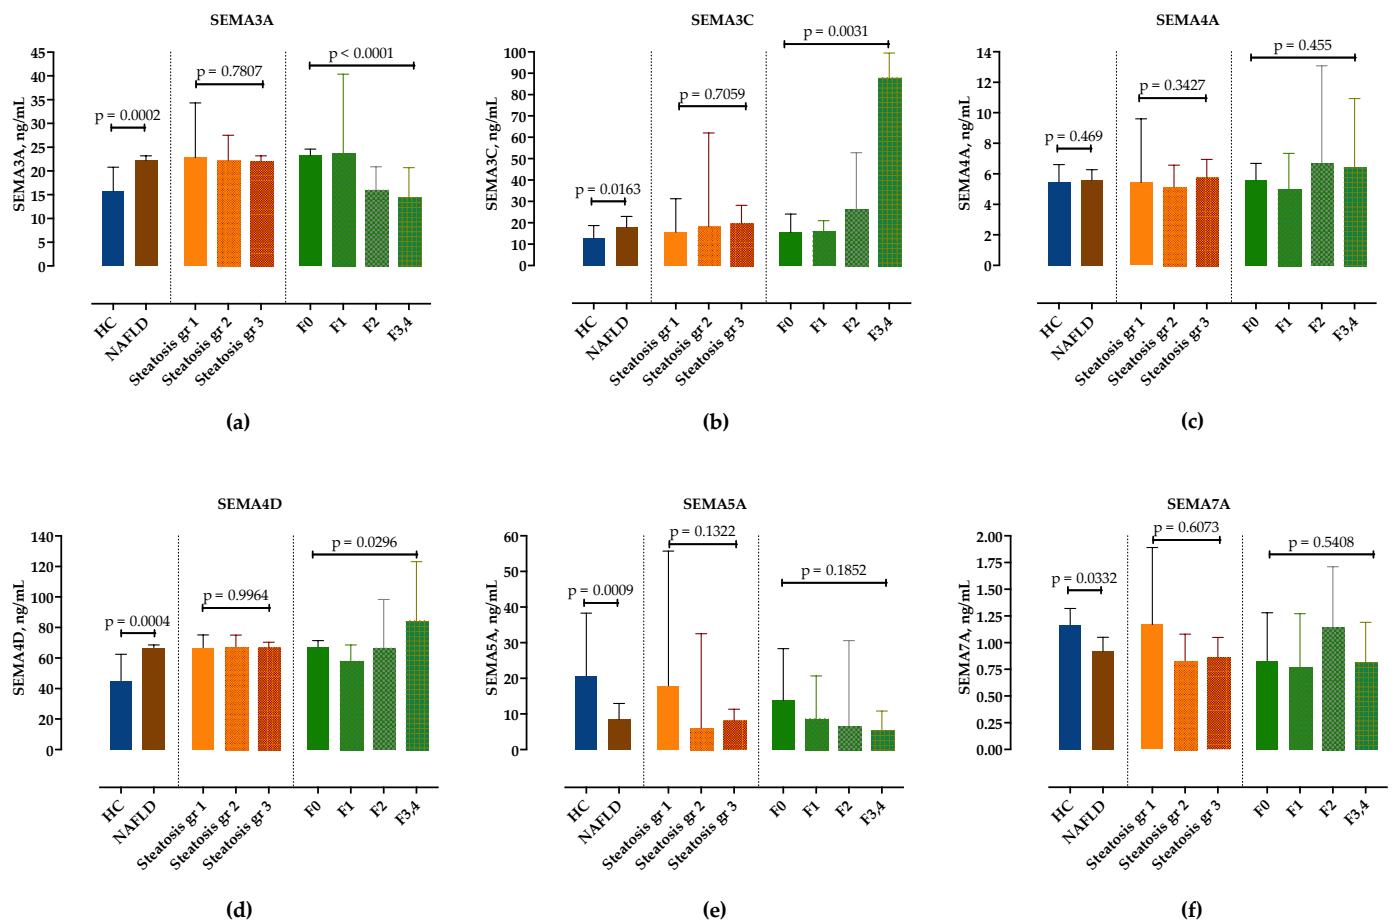 SEMA3A
SEMA3A, ng/mL
45
40
35
30
25
20
15
10
5
0
p = 0.0002
p = 0.7807
p < 0.0001
HC
NAFLD
Steatosis gr 1
Steatosis gr 2
Steatosis gr 3
F0
F1
F2
F3,4
(a)
SEMA3C
SEMA3C, ng/mL
100
90
80
70
60
50
40
30
20
10
0
p = 0.0163
p = 0.7059
p = 0.0031
HC
NAFLD
Steatosis gr 1
Steatosis gr 2
Steatosis gr 3
F0
F1
F2
F3,4
(b)
SEMA4A
SEMA4A, ng/mL
14
12
10
8
6
4
2
0
p = 0.469
p = 0.3427
p = 0.455
HC
NAFLD
Steatosis gr 1
Steatosis gr 2
Steatosis gr 3
F0
F1
F2
F3,4
(c)
SEMA4D
SEMA4D, ng/mL
140
120
100
80
60
40
20
0
p = 0.0004
p = 0.9964
p = 0.0296
HC
NAFLD
Steatosis gr 1
Steatosis gr 2
Steatosis gr 3
F0
F1
F2
F3,4
(d)
SEMA5A
SEMA5A, ng/mL
60
50
40
30
20
10
0
p = 0.0009
p = 0.1322
p = 0.1852
HC
NAFLD
Steatosis gr 1
Steatosis gr 2
Steatosis gr 3
F0
F1
F2
F3,4
(e)
SEMA7A
SEMA7A, ng/mL
2.00
1.75
1.50
1.25
1.00
0.75
0.50
0.25
0.00
p = 0.0332
p = 0.6073
p = 0.5408
HC
NAFLD
Steatosis gr 1
Steatosis gr 2
Steatosis gr 3
F0
F1
F2
F3,4
(f)